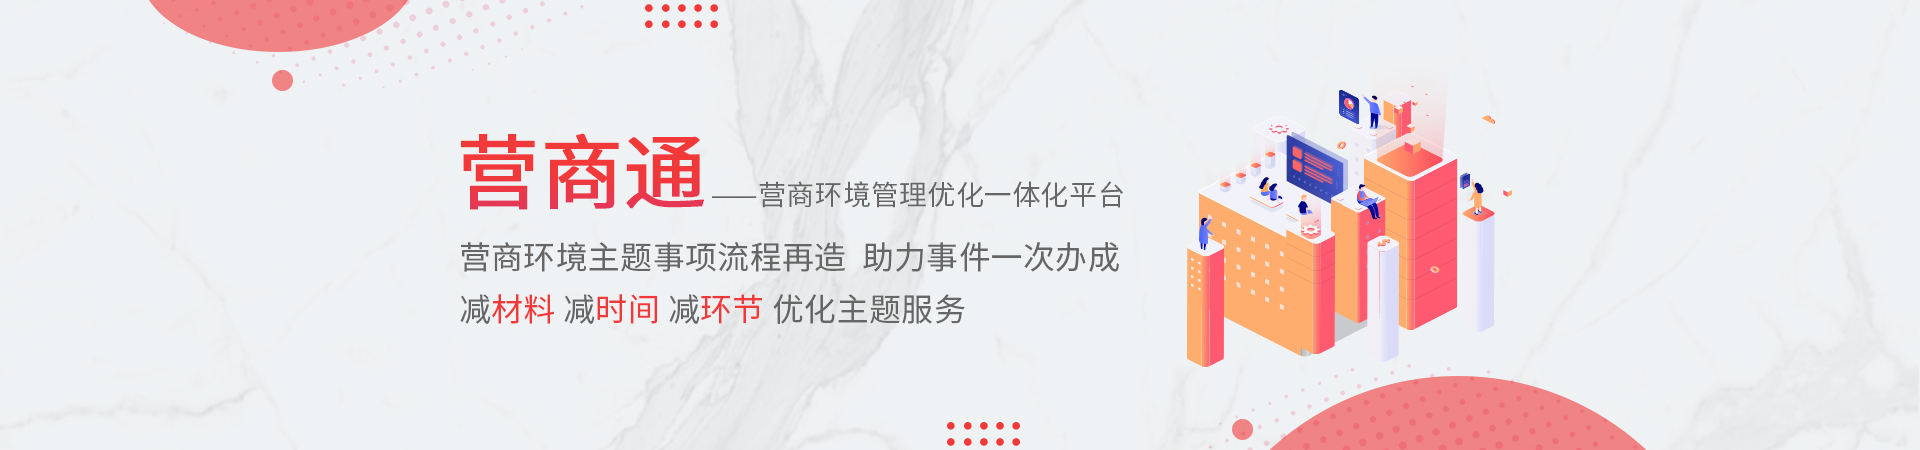 营商通——营商环境管理优化一体化平台
营商环境主题事项流程再造 助力事件一次办成
减材料 减时间 减环节 优化主题服务